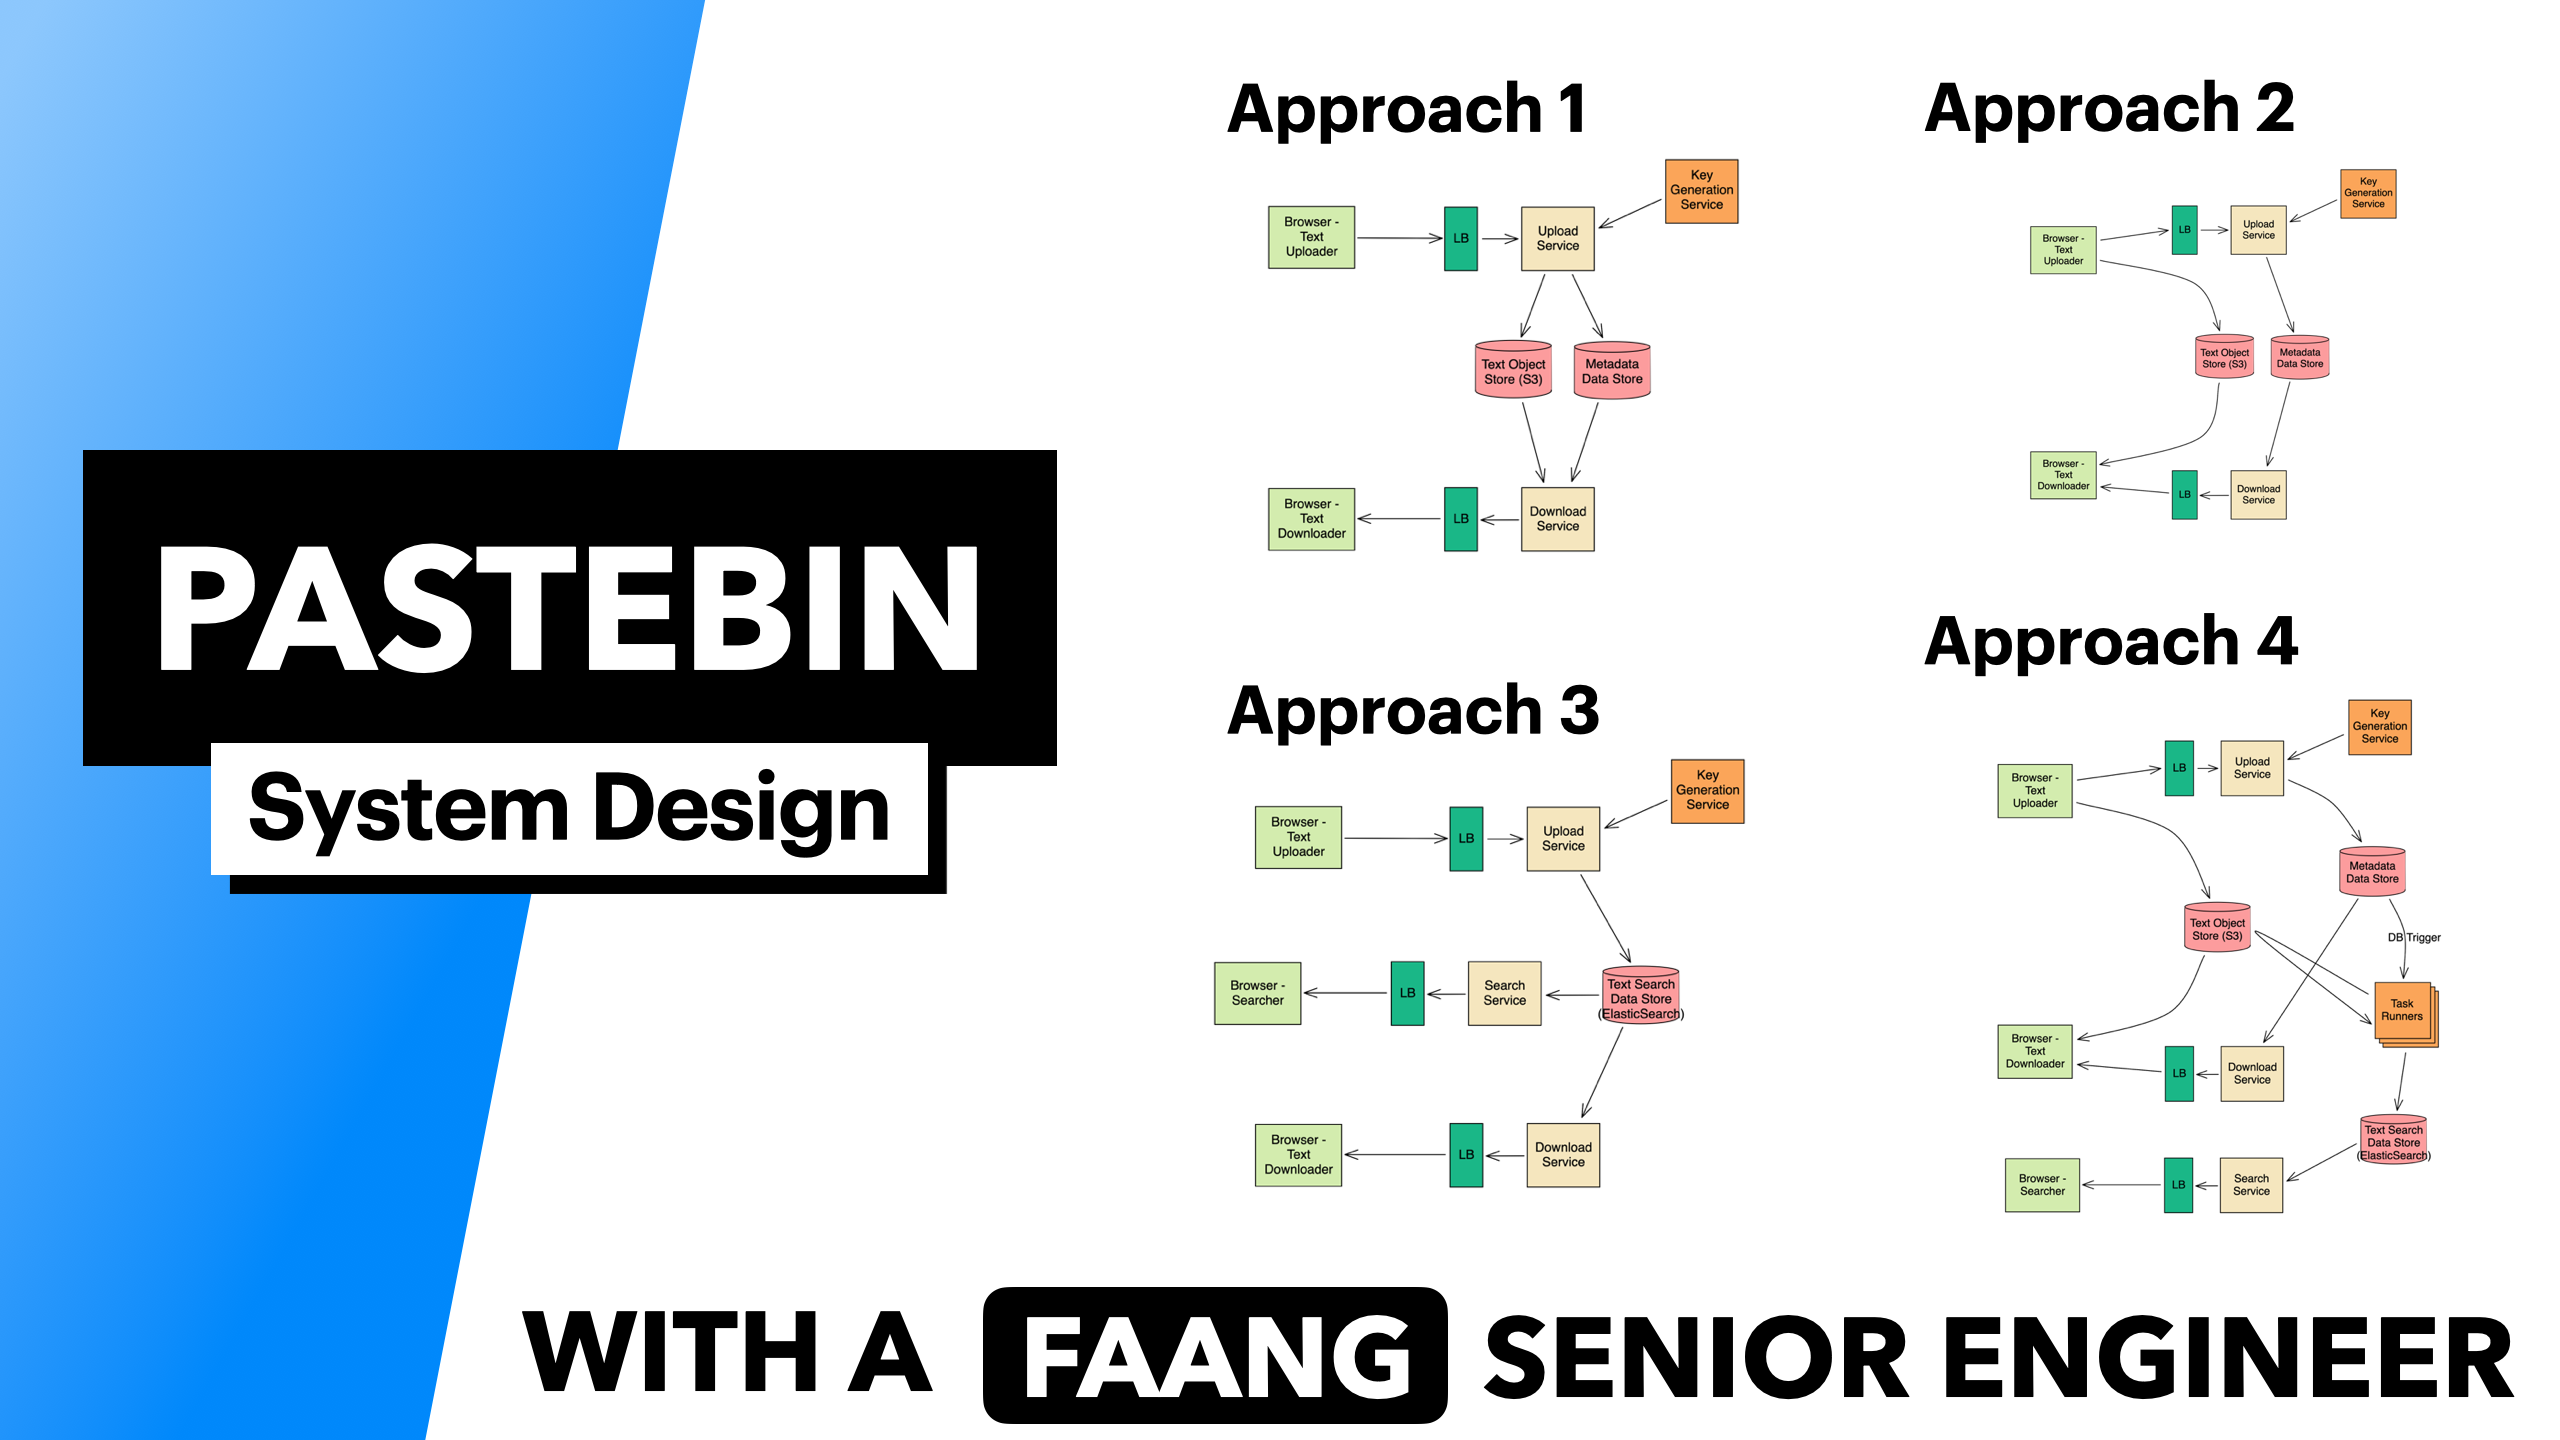 PASTEBIN
System Design
Approach 1
Key
Generation
Service
Browser -
Text
Uploader
LB
Upload
Service
Text Object
Store (S3)
Metadata
Data Store
Browser -
Text
Downloader
LB
Download
Service
Approach 2
Key
Generation
Service
Browser -
Text
Uploader
LB
Upload
Service
Text Object
Store (S3)
Metadata
Data Store
Browser -
Text
Downloader
LB
Download
Service
Approach 3
Key
Generation
Service
Browser -
Text
Uploader
LB
Upload
Service
Browser -
Searcher
LB
Search
Service
Text Search
Data Store
(ElasticSearch)
Browser -
Text
Downloader
LB
Download
Service
Approach 4
Key
Generation
Service
Browser -
Text
Uploader
LB
Upload
Service
Metadata
Data Store
Text Object
Store (S3)
DB Trigger
Task
Runners
Browser -
Text
Downloader
LB
Download
Service
Text Search
Data Store
(ElasticSearch)
Browser -
Searcher
LB
Search
Service
WITH A FAANG SENIOR ENGINEER